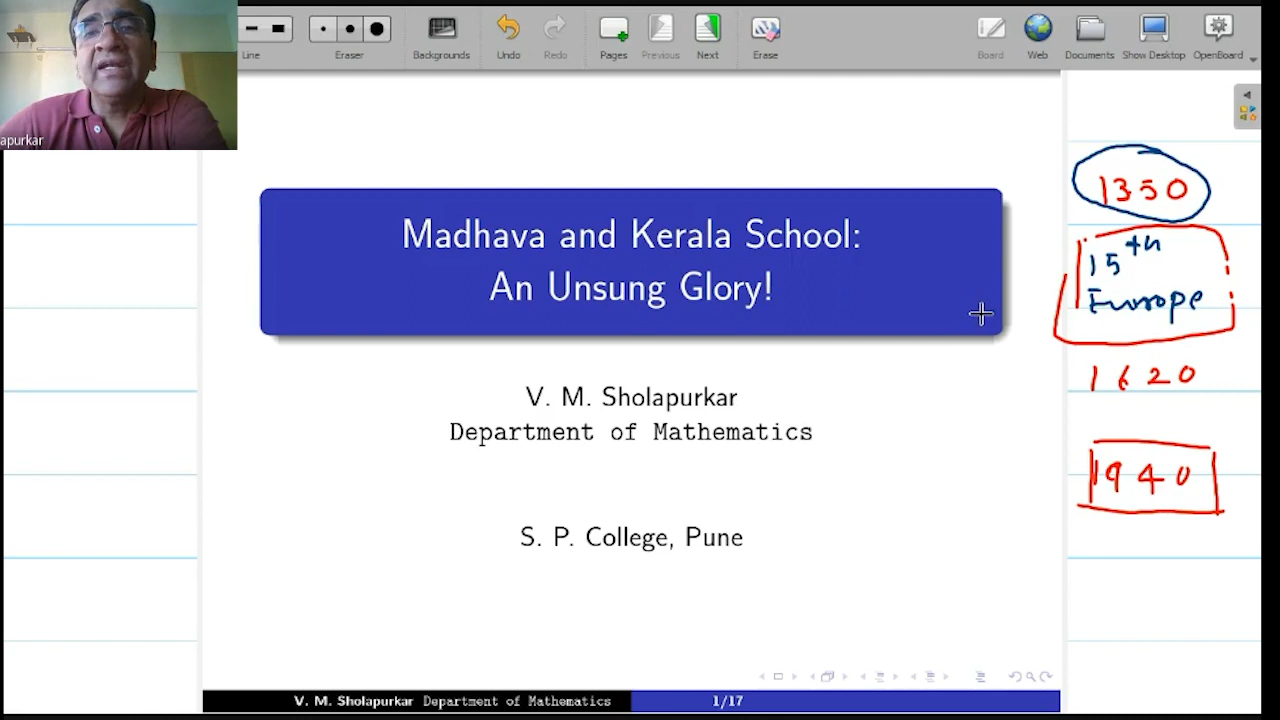 Line
Eraser
Backgrounds
Undo
Redo
Pages
Previous
Next
Erase
Board
Web
Documents
Show Desktop
OpenBoard
apurkar
Madhava and Kerala School:
An Unsung Glory!
V. M. Sholapurkar
Department of Mathematics
S. P. College, Pune
1350
15th
Europe
1620
1940
V. M. Sholapurkar Department of Mathematics
1/17